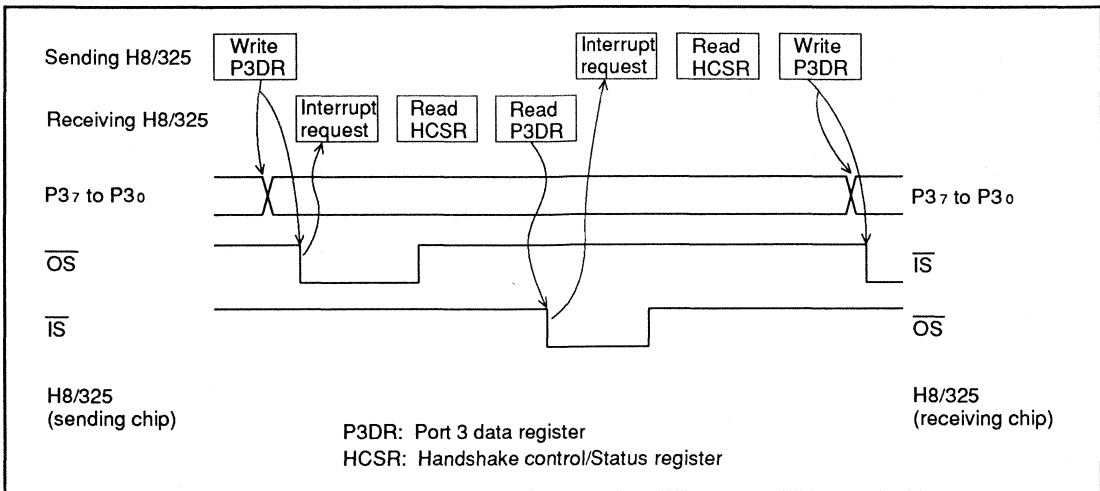 Sending H8/325
Write P3DR
Interrupt request
Read HCSR
Write P3DR
Receiving H8/325
Interrupt request
Read HCSR
Read P3DR
P37 to P30
P37 to P30
OS
IS
IS
OS
H8/325
(sending chip)
H8/325
(receiving chip)
P3DR: Port 3 data register
HCSR: Handshake control/Status register